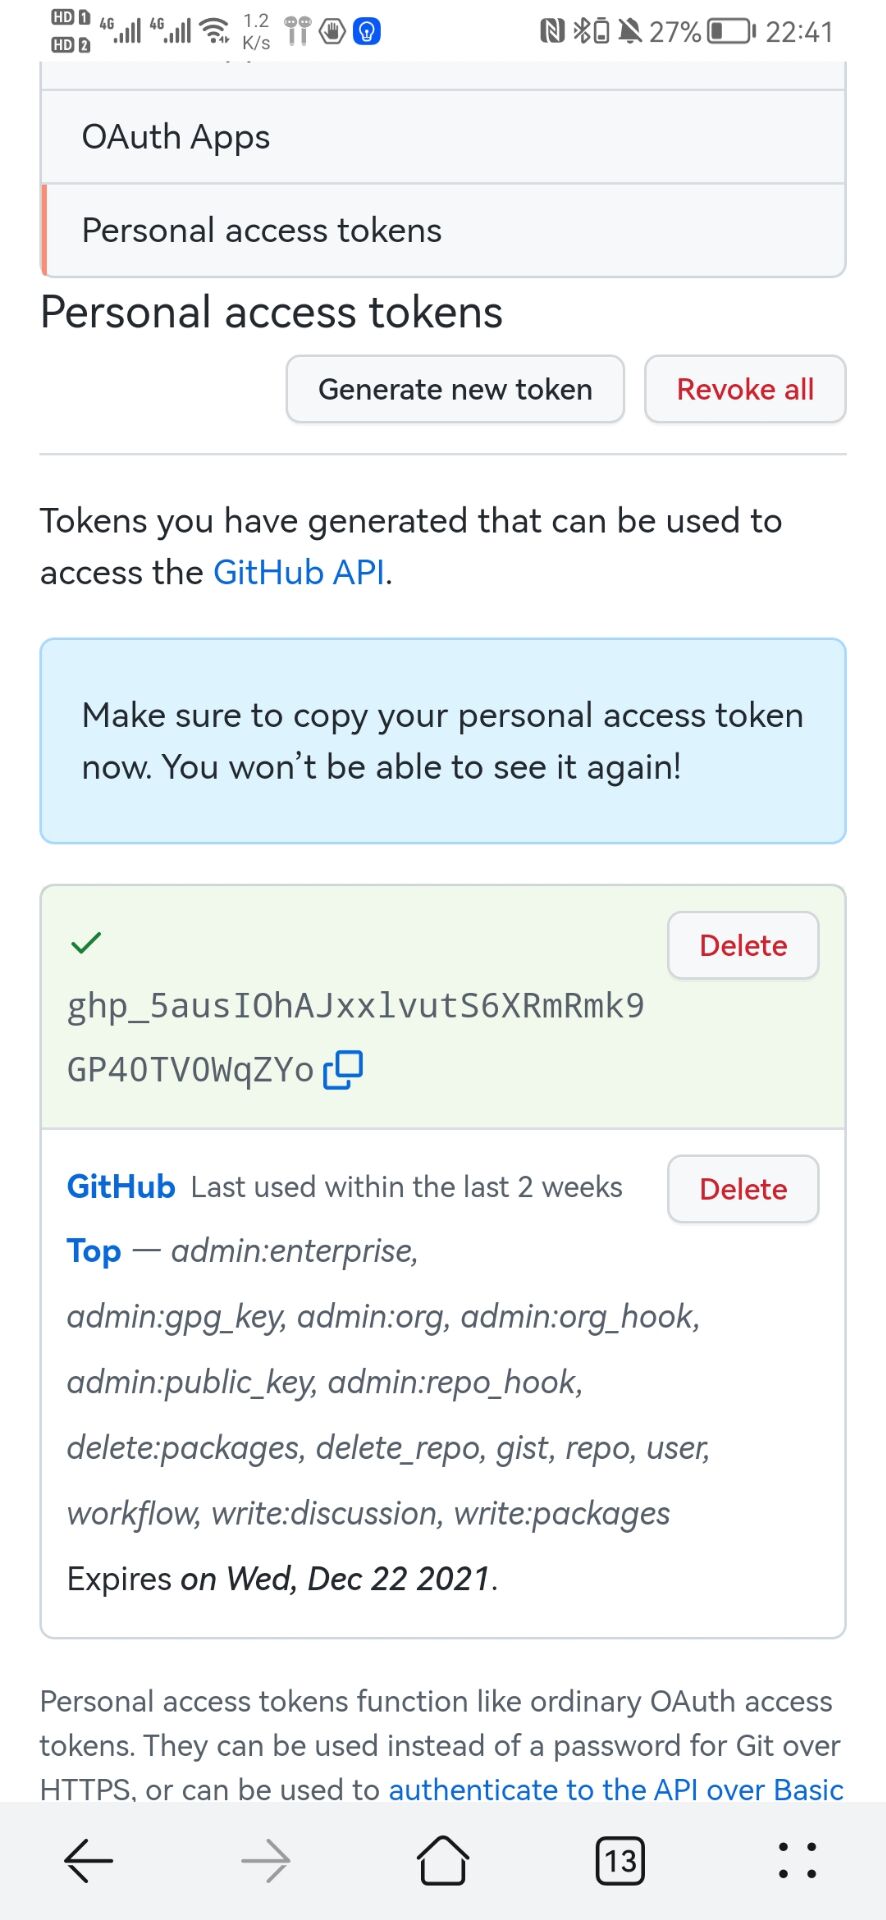 HD 1 4G 4G 1.2 K/s 27% 22:41
HD 2
OAuth Apps
Personal access tokens
Personal access tokens
Generate new token
Revoke all
Tokens you have generated that can be used to
access the GitHub API.
Make sure to copy your personal access token
now. You won’t be able to see it again!
Delete
ghp_5ausIOhAJxxlvutS6XRmRmk9
GP4OTVOWqZYo
GitHub Last used within the last 2 weeks
Delete
Top — admin:enterprise,
admin:gpg_key, admin:org, admin:org_hook,
admin:public_key, admin:repo_hook,
delete:packages, delete_repo, gist, repo, user,
workflow, write:discussion, write:packages
Expires on Wed, Dec 22 2021.
Personal access tokens function like ordinary OAuth access
tokens. They can be used instead of a password for Git over
HTTPS, or can be used to authenticate to the API over Basic
13